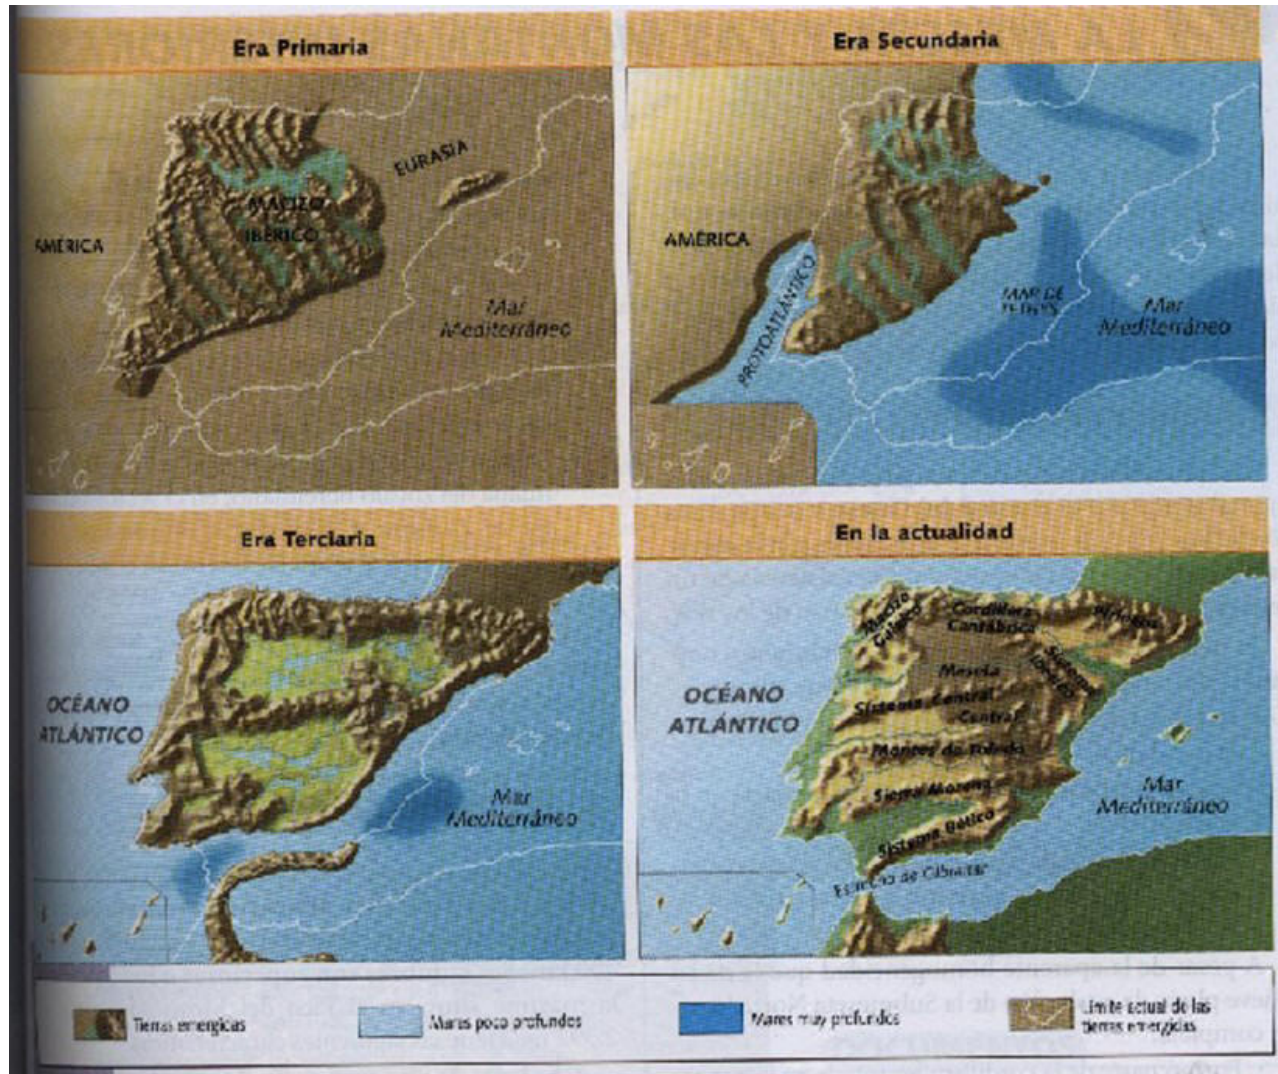 Era Primaria
EURASIA
MACIZO
IBÉRICO
AMÉRICA
Mar
Mediterráneo
Era Secundaria
AMÉRICA
PROTOATLÁNTICO
MAR DE
TETHYS
Mar
Mediterráneo
Era Terciaria
OCÉANO
ATLÁNTICO
Mar
Mediterráneo
En la actualidad
Macizo
Galaico
Cordillera
Cantábrica
Pirineos
Sistema
Ibérico
Meseta
Sistema Central
Central
Montes de Toledo
Sierra Morena
Sistema Bético
Estrecho de Gibraltar
OCÉANO
ATLÁNTICO
Mar
Mediterráneo
Tierras emergidas
Mares poco profundos
Mares muy profundos
Límite actual de las
tierras emergidas